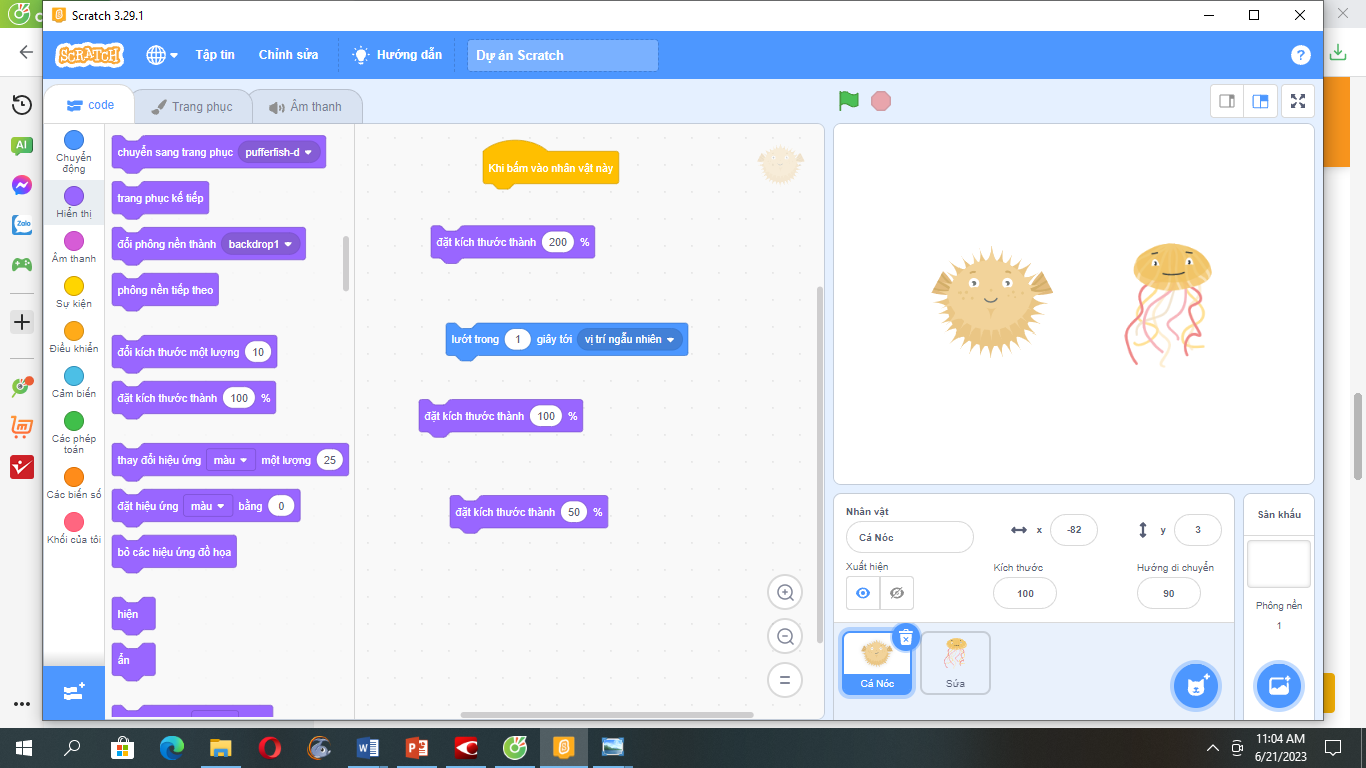 Scratch 3.29.1
SCRATCH
Tập tin
Chỉnh sửa
Hướng dẫn
Dự án Scratch
?
code
Trang phục
Âm thanh
Chuyển động
Hiển thị
Âm thanh
Sự kiện
Điều khiển
Cảm biến
Các phép toán
Các biến số
Khối của tôi
chuyển sang trang phục pufferfish-d
trang phục kế tiếp
đổi phông nền thành backdrop1
phông nền tiếp theo
đổi kích thước một lượng 10
đặt kích thước thành 100 %
thay đổi hiệu ứng màu một lượng 25
đặt hiệu ứng màu bằng 0
bỏ các hiệu ứng đồ họa
hiện
ẩn
Khi bấm vào nhân vật này
đặt kích thước thành 200 %
lướt trong 1 giây tới vị trí ngẫu nhiên
đặt kích thước thành 100 %
đặt kích thước thành 50 %
Nhân vật
Cá Nóc
x -82
y 3
Xuất hiện
Kích thước
100
Hướng di chuyển
90
Cá Nóc
Sứa
Sân khấu
Phông nền
1
AI
Zalo
11:04 AM
6/21/2023